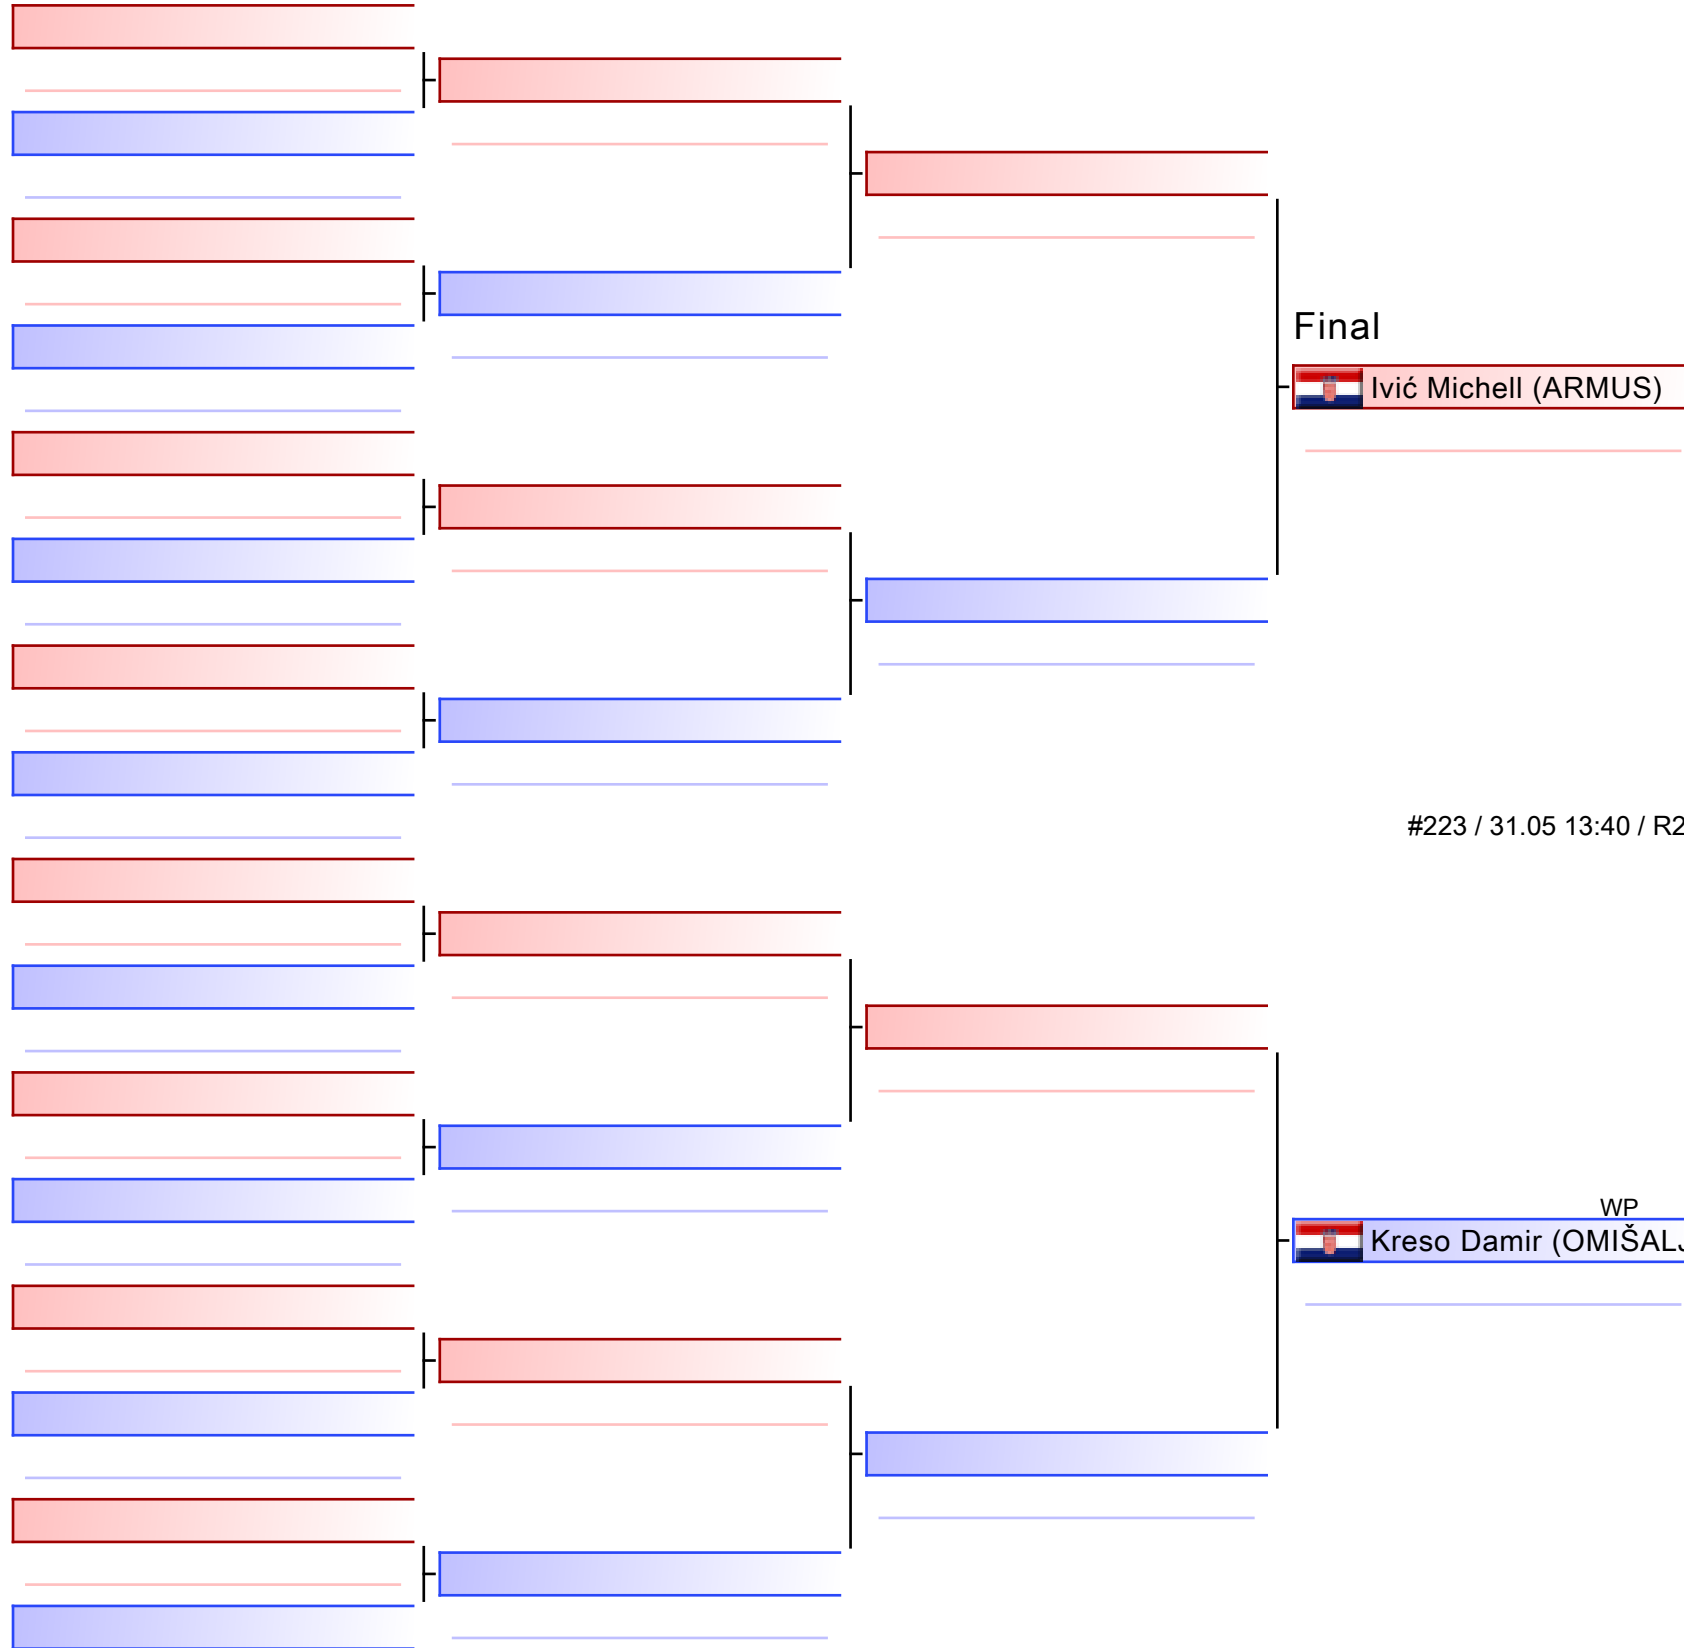 Final
Ivić Michell (ARMUS)
#223 / 31.05 13:40 / R2
WP
Kreso Damir (OMIŠALJ